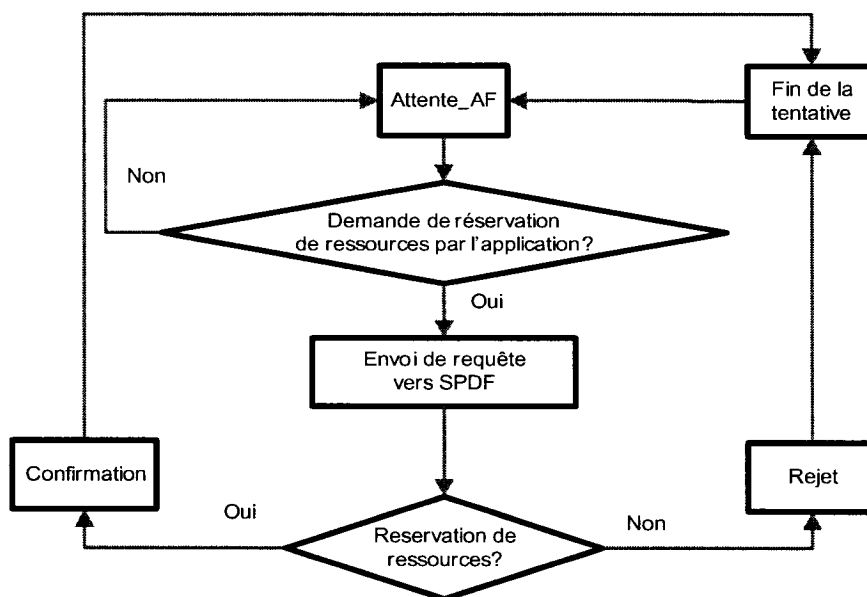 Attente_AF
Fin de la
tentative
Non
Demande de réservation
de ressources par l'application?
Oui
Envoi de requête
vers SPDF
Confirmation
Rejet
Oui
Non
Reservation de
ressources?